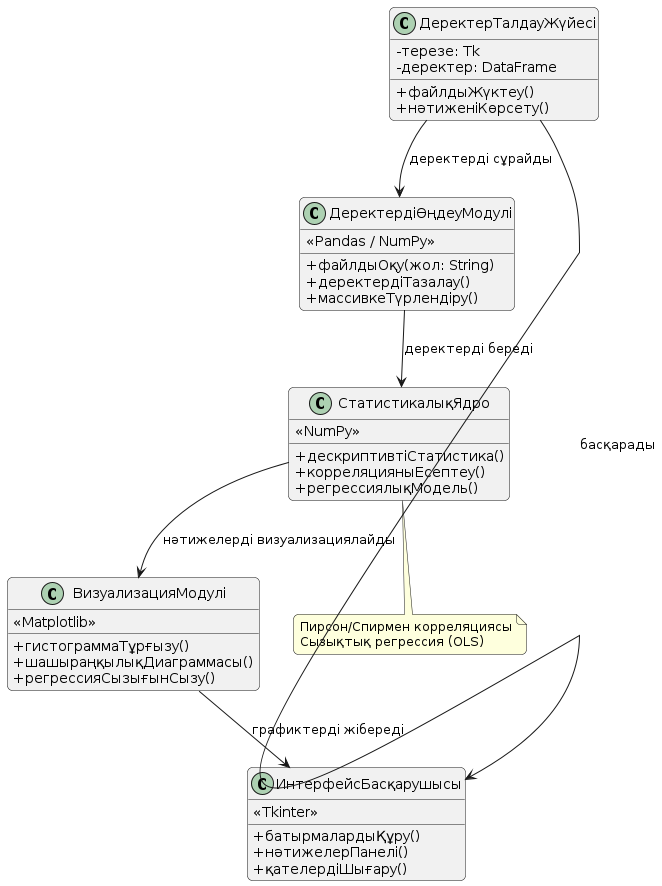 C ДеректерТалдауЖүйесі
-терезе: Tk
-деректер: DataFrame
+файлдыЖүктеу()
+нәтиженіКөрсету()
деректерді сұрайды
C ДеректердіӨңдеуМодулі
«Pandas / NumPy»
+файлдыОқу(жол: String)
+деректердіТазалау()
+массивкеТүрлендіру()
деректерді береді
C СтатистикалықЯдро
«NumPy»
+дескриптивтіСтатистика()
+корреляцияныЕсептеу()
+регрессиялықМодель()
басқарады
нәтижелерді визуализациялайды
C ВизуализацияМодулі
«Matplotlib»
+гистограммаТұрғызу()
+шашыраңқылықДиаграммасы()
+регрессияСызығынСызу()
Пирсон/Спирмен корреляциясы
Сызықтық регрессия (OLS)
графиктерді жібереді
C ИнтерфейсБасқарушысы
«Tkinter»
+батырмалардыҚұру()
+нәтижелерПанелі()
+қателердіШығару()